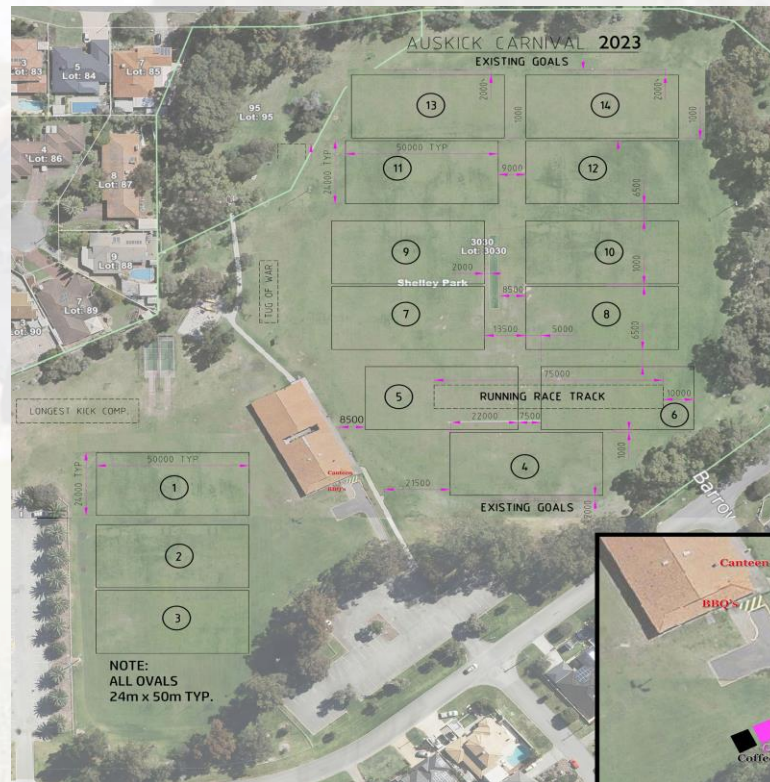 AUSKICK CARNIVAL 2023
EXISTING GOALS
3
Lot: 83
5
Lot: 84
7
Lot: 85
95
Lot: 95
4
Lot: 86
8
Lot: 87
9
Lot: 88
7
Lot: 89
Lot: 90
13
2000
1000
14
2000
1000
50000 TYP.
24000 TYP.
11
9000
12
6500
TUG OF WAR
9
3030
Lot: 3030
10
1000
2000
Shelley Park
8500
7
8
13500
5000
6500
75000
5
RUNNING RACE TRACK
10000
6
LONGEST KICK COMP.
8500
22000
7500
1000
4
21500
EXISTING GOALS
2000
50000 TYP.
24000 TYP.
1
Canteen
BBQ's
2
3
NOTE:
ALL OVALS
24m x 50m TYP.
Canteen
BBQ's